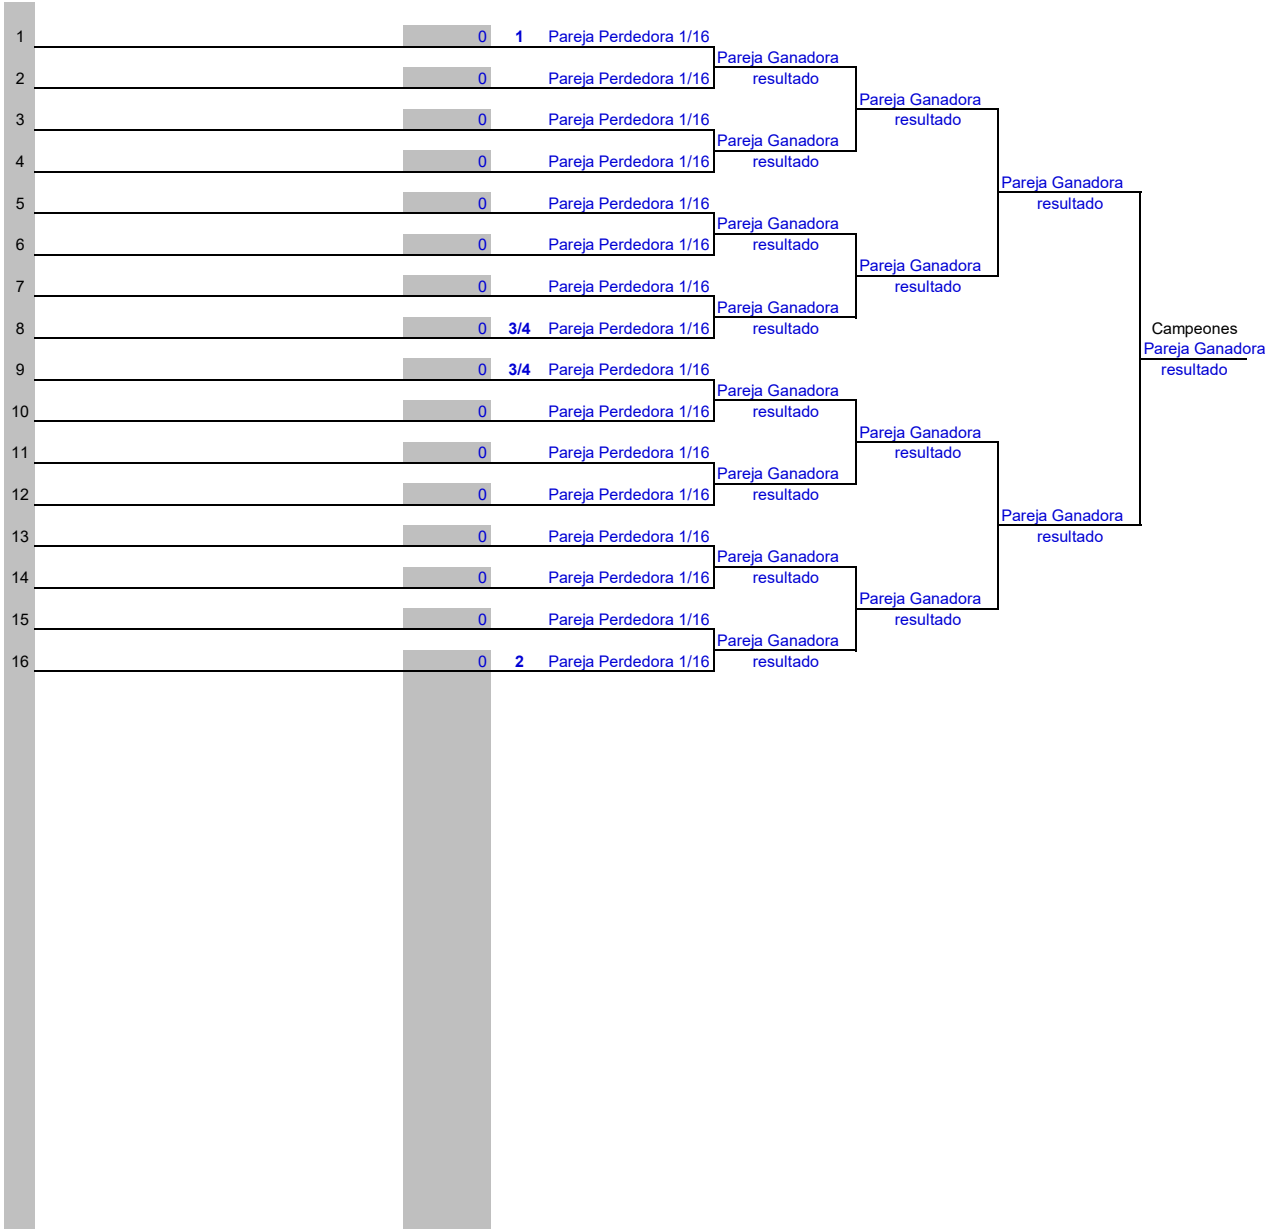 1 0 1 Pareja Perdedora 1/16
Pareja Ganadora
2 0 Pareja Perdedora 1/16 resultado
Pareja Ganadora
3 0 Pareja Perdedora 1/16 resultado
Pareja Ganadora
4 0 Pareja Perdedora 1/16 resultado
Pareja Ganadora
5 0 Pareja Perdedora 1/16 resultado
Pareja Ganadora
6 0 Pareja Perdedora 1/16 resultado
Pareja Ganadora
7 0 Pareja Perdedora 1/16 resultado
Pareja Ganadora
8 0 3/4 Pareja Perdedora 1/16 resultado Campeones
Pareja Ganadora
9 0 3/4 Pareja Perdedora 1/16 resultado
Pareja Ganadora
10 0 Pareja Perdedora 1/16 resultado
Pareja Ganadora
11 0 Pareja Perdedora 1/16 resultado
Pareja Ganadora
12 0 Pareja Perdedora 1/16 resultado
Pareja Ganadora
13 0 Pareja Perdedora 1/16 resultado
Pareja Ganadora
14 0 Pareja Perdedora 1/16 resultado
Pareja Ganadora
15 0 Pareja Perdedora 1/16 resultado
Pareja Ganadora
16 0 2 Pareja Perdedora 1/16 resultado